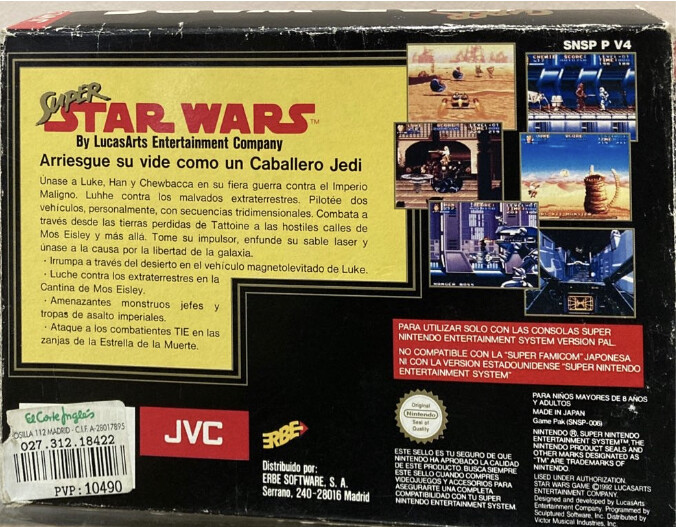 SNSP P V4
SUPER
STAR WARS™
By LucasArts Entertainment Company
Arriesgue su vide como un Caballero Jedi
Únase a Luke, Han y Chewbacca en su fiera guerra contra el Imperio
Maligno. Luhhe contra los malvados extraterrestres. Pilotée dos
vehículos, personalmente, con secuencias tridimensionales. Combata a
través desde las tierras perdidas de Tattoine a las hostiles calles de
Mos Eisley y más allá. Tome su impulsor, enfunde su sable laser y
únase a la causa por la libertad de la galaxia.
· Irrumpa a través del desierto en el vehículo magnetolevitado de Luke.
· Luche contra los extraterrestres en la
Cantina de Mos Eisley.
· Amenazantes monstruos jefes y
tropas de asalto imperiales.
· Ataque a los combatientes TIE en las
zanjas de la Estrella de la Muerte.
PARA UTILIZAR SOLO CON LAS CONSOLAS SUPER
NINTENDO ENTERTAINMENT SYSTEM VERSION PAL.
NO COMPATIBLE CON LA "SUPER FAMICOM" JAPONESA
NI CON LA VERSION ESTADOUNIDENSE "SUPER NINTENDO
ENTERTAINMENT SYSTEM"
El Corte Inglés
OSILLA 112 MADRID - C.I.F. A-28017895
027.312.18422
PVP: 10490
JVC
ERBE
Distribuido por:
ERBE SOFTWARE, S. A.
Serrano, 240-28016 Madrid
Original
Nintendo
Seal of
Quality
ESTE SELLO ES TU SEGURO DE QUE
NINTENDO HA APROBADO LA CALIDAD
DE ESTE PRODUCTO. BUSCA SIEMPRE
ESTE SELLO CUANDO COMPRES
VIDEOJUEGOS Y ACCESORIOS PARA
ASEGURARTE UNA COMPLETA
COMPATIBILIDAD CON TU SUPER
NINTENDO ENTERTAINMENT SYSTEM
PARA NIÑOS MAYORES DE 8 AÑOS
Y ADULTOS
MADE IN JAPAN
Game Pak (SNSP-006)
NINTENDO ®, SUPER NINTENDO
ENTERTAINMENT SYSTEM™, THE
NINTENDO PRODUCT SEALS AND
OTHER MARKS DESIGNATED AS
"TM" ARE TRADEMARKS OF
NINTENDO.
LISED UNDER AUTHORIZATION.
STAR WARS GAME ©1992 LUCASARTS
ENTERTAINMENT COMPANY.
Designed and developed by LucasArts
Entertainment Company. Programmed by
Sculptured Software, Inc. Distributed by
Victor Musical Industries, Inc